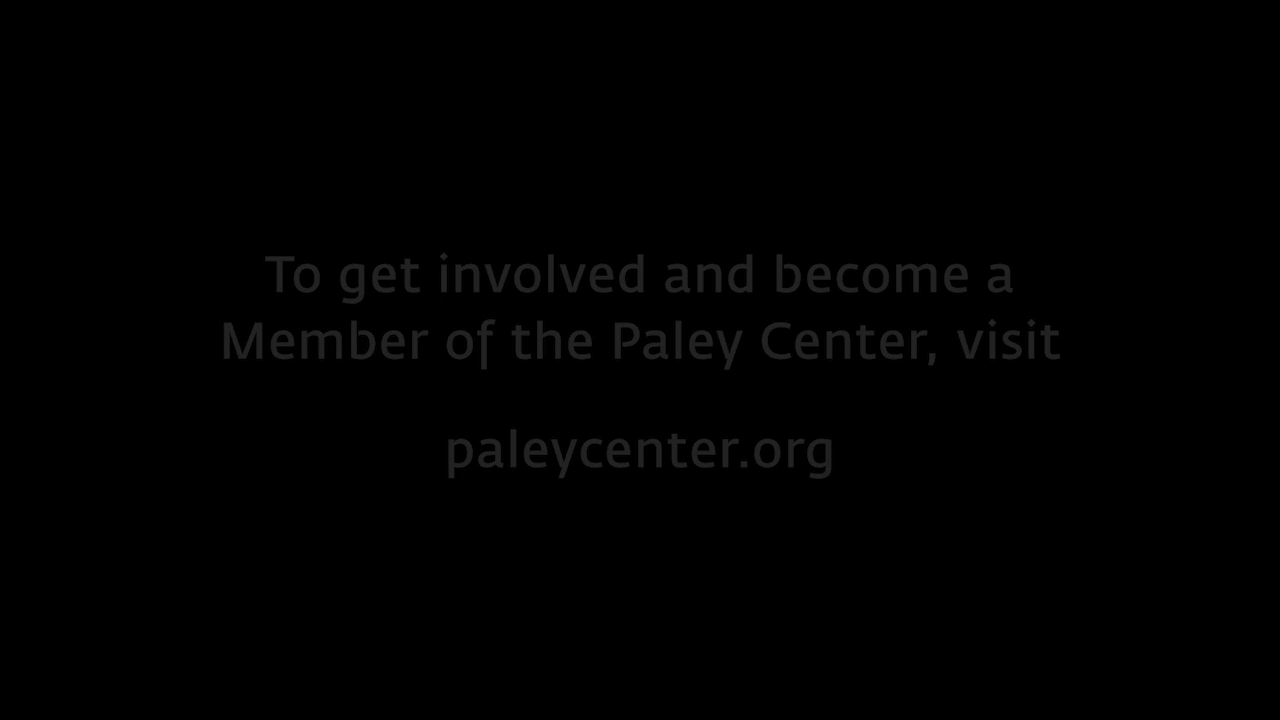 To get involved and become a
Member of the Paley Center, visit
paleycenter.org